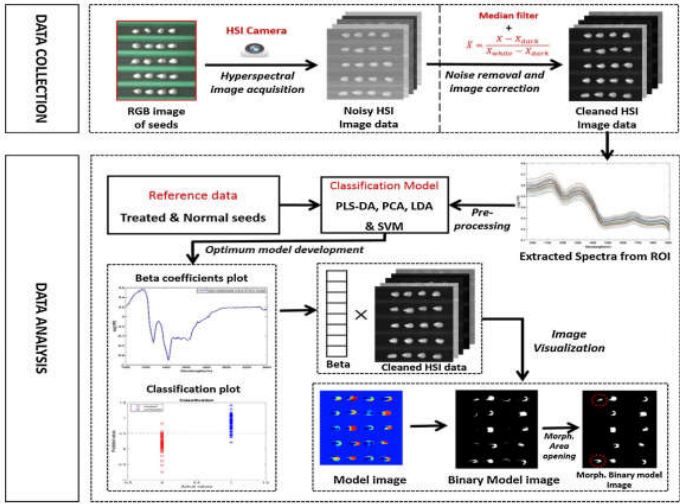 DATA COLLECTION
RGB image
of seeds
HSI Camera
Hyperspectral
image acquisition
Noisy HSI
Image data
Median filter
+
X̄ = X − X_dark / X_white − X_dark
Noise removal and
image correction
Cleaned HSI
Image data
DATA ANALYSIS
Reference data
Treated & Normal seeds
Classification Model
PLS-DA, PCA, LDA
& SVM
Pre-
processing
Extracted Spectra from ROI
Optimum model development
Beta coefficients plot
Classification plot
Classification
Actual values
Beta
Cleaned HSI data
Image
Visualization
Model image
Binary Model image
Morph.
Area
opening
Morph. Binary model
Image